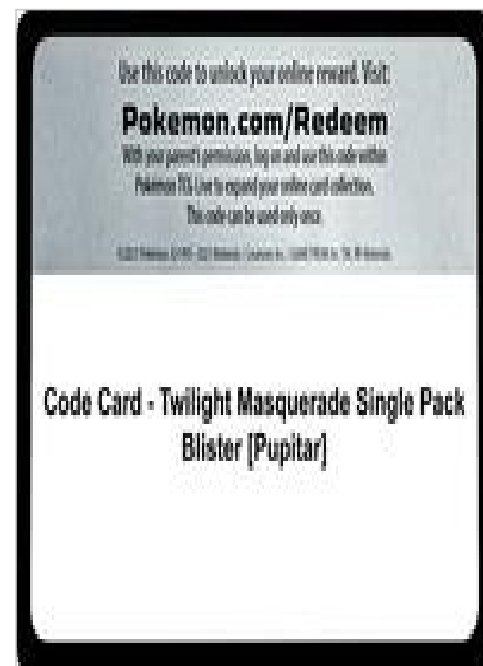 Use this code to unlock your online reward. Visit:
Pokemon.com/Redeem
With your parent's permission, log on and use this code within
Pokémon TCG Live to expand your online card collection.
This code can be used only once.
Code Card - Twilight Masquerade Single Pack
Blister [Pupitar]